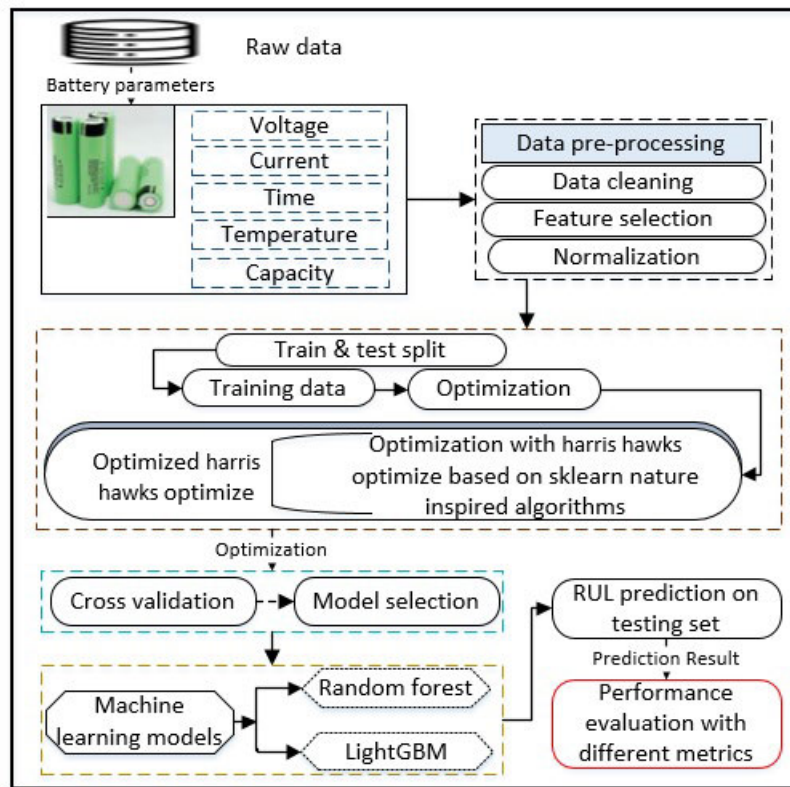 Raw data
Battery parameters
Voltage
Current
Time
Temperature
Capacity
Data pre-processing
Data cleaning
Feature selection
Normalization
Train & test split
Training data
Optimization
Optimized harris
hawks optimize
Optimization with harris hawks
optimize based on sklearn nature
inspired algorithms
Optimization
Cross validation
Model selection
Machine
learning models
Random forest
LightGBM
RUL prediction on
testing set
Prediction Result
Performance
evaluation with
different metrics